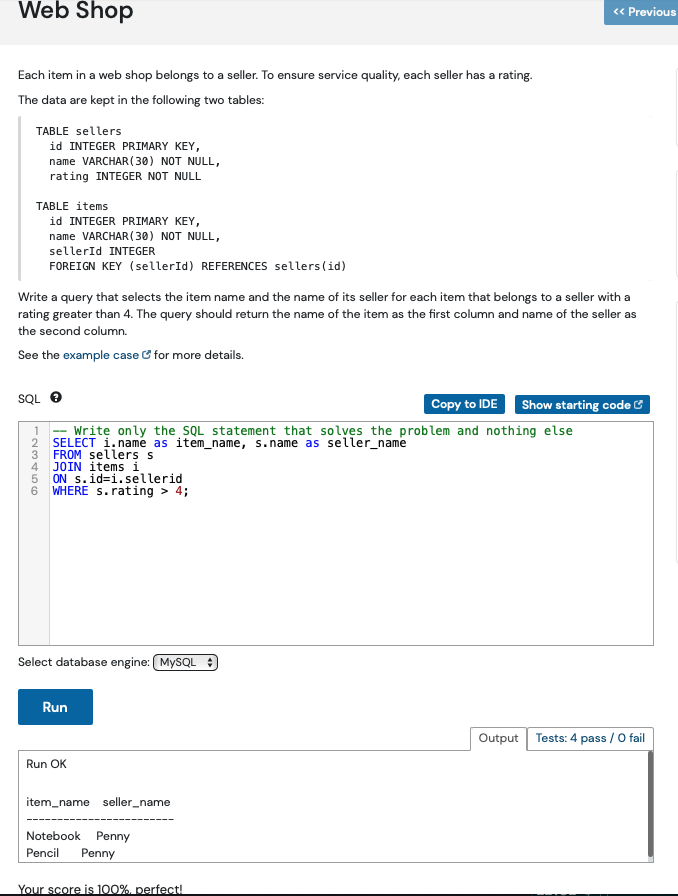 Web Shop
<< Previous
Each item in a web shop belongs to a seller. To ensure service quality, each seller has a rating.
The data are kept in the following two tables:
TABLE sellers
id INTEGER PRIMARY KEY,
name VARCHAR(30) NOT NULL,
rating INTEGER NOT NULL
TABLE items
id INTEGER PRIMARY KEY,
name VARCHAR(30) NOT NULL,
sellerId INTEGER
FOREIGN KEY (sellerId) REFERENCES sellers(id)
Write a query that selects the item name and the name of its seller for each item that belongs to a seller with a
rating greater than 4. The query should return the name of the item as the first column and name of the seller as
the second column.
See the example case for more details.
SQL ?
Copy to IDE
Show starting code
1 -- Write only the SQL statement that solves the problem and nothing else
2 SELECT i.name as item_name, s.name as seller_name
3 FROM sellers s
4 JOIN items i
5 ON s.id=i.sellerid
6 WHERE s.rating > 4;
Select database engine: MySQL
Run
Output
Tests: 4 pass / 0 fail
Run OK
item_name seller_name
------------------------
Notebook Penny
Pencil Penny
Your score is 100%, perfect!